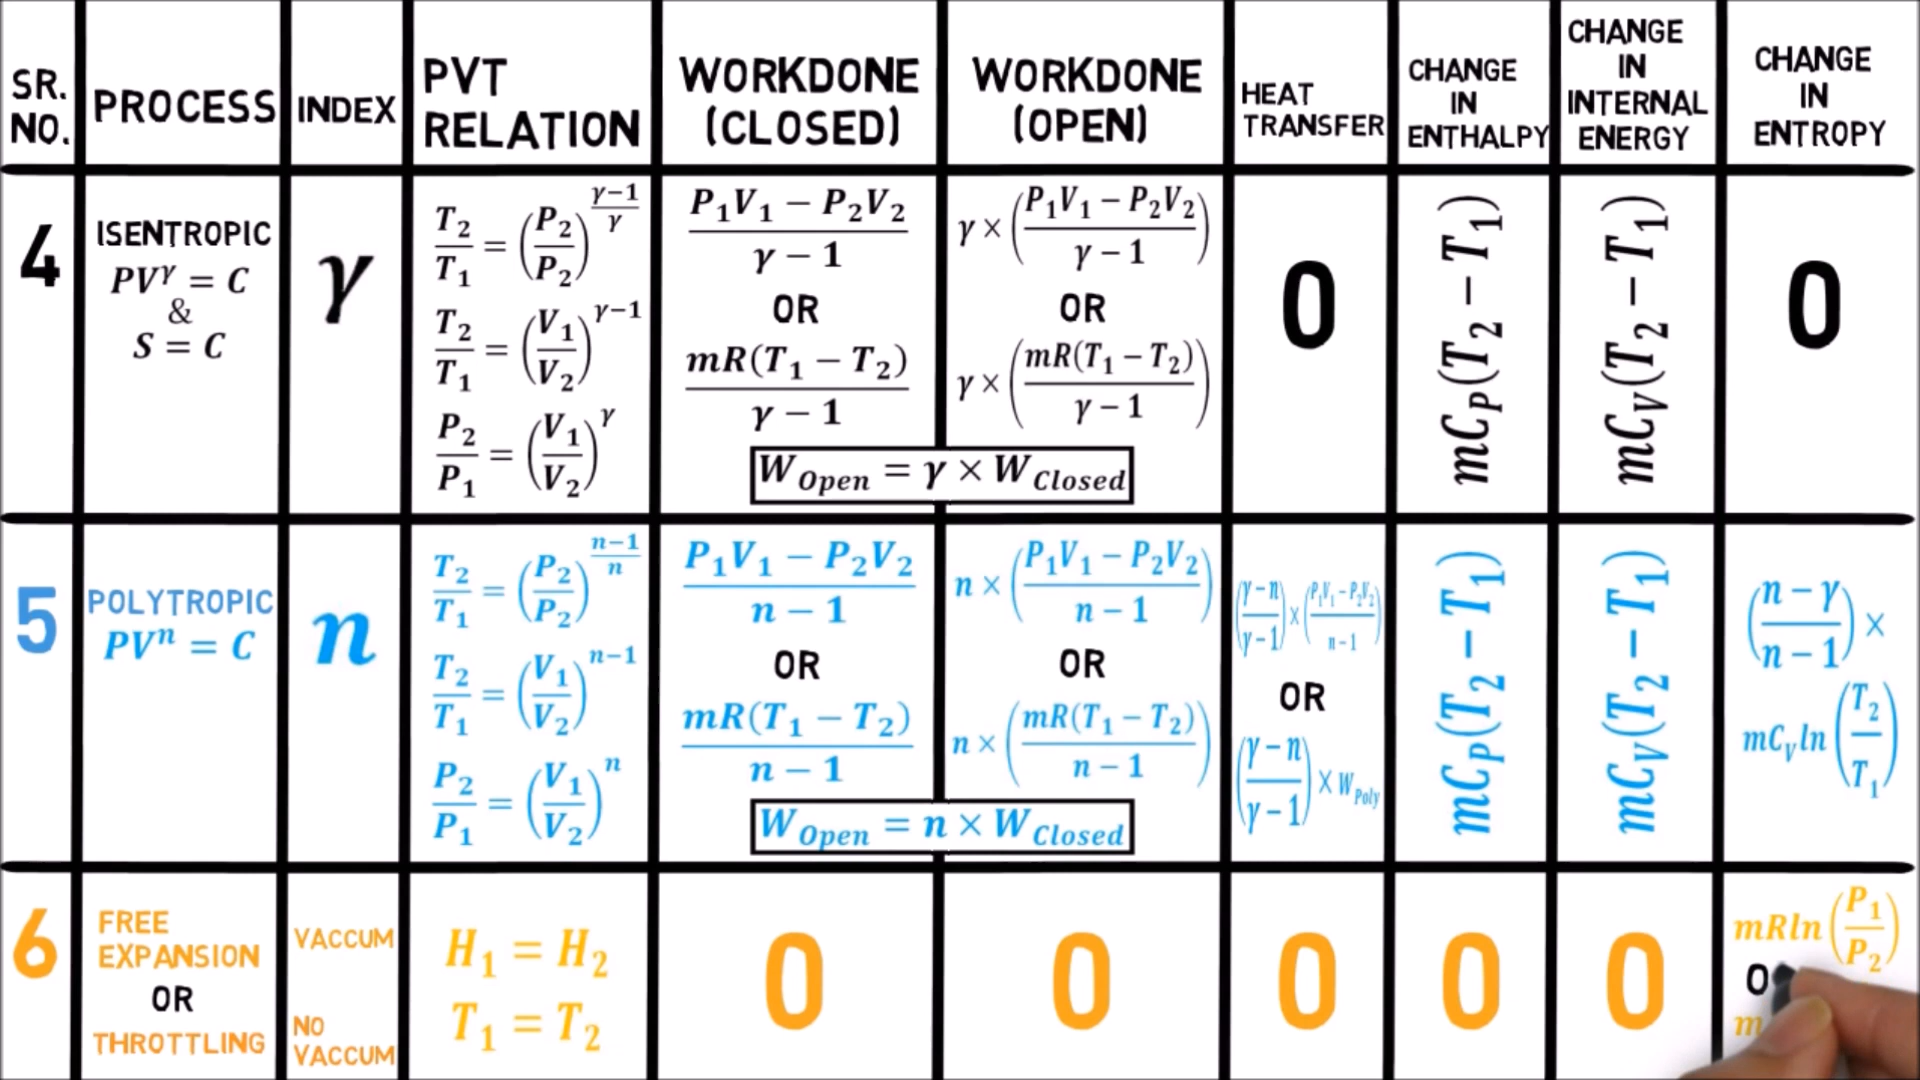 SR. NO.
PROCESS
INDEX
PVT RELATION
WORKDONE (CLOSED)
WORKDONE (OPEN)
HEAT TRANSFER
CHANGE IN ENTHALPY
CHANGE IN INTERNAL ENERGY
CHANGE IN ENTROPY
4
ISENTROPIC
PV^γ = C
&
S = C
γ
T₂/T₁ = (P₂/P₂)^((γ−1)/γ)
T₂/T₁ = (V₁/V₂)^(γ−1)
P₂/P₁ = (V₁/V₂)^γ
(P₁V₁ − P₂V₂)/(γ − 1)
OR
mR(T₁ − T₂)/(γ − 1)
γ × ((P₁V₁ − P₂V₂)/(γ − 1))
OR
γ × (mR(T₁ − T₂)/(γ − 1))
W_Open = γ × W_Closed
0
mC_P(T₂ − T₁)
mC_V(T₂ − T₁)
0
5
POLYTROPIC
PVⁿ = C
n
T₂/T₁ = (P₂/P₂)^((n−1)/n)
T₂/T₁ = (V₁/V₂)^(n−1)
P₂/P₁ = (V₁/V₂)^n
(P₁V₁ − P₂V₂)/(n − 1)
OR
mR(T₁ − T₂)/(n − 1)
n × ((P₁V₁ − P₂V₂)/(n − 1))
OR
n × (mR(T₁ − T₂)/(n − 1))
W_Open = n × W_Closed
((γ − n)/(γ − 1)) × ((P₁V₁ − P₂V₂)/(n − 1))
OR
((γ − n)/(γ − 1)) × W_Poly
mC_P(T₂ − T₁)
mC_V(T₂ − T₁)
((n − γ)/(n − 1)) ×
mC_V ln(T₂/T₁)
6
FREE
EXPANSION
OR
THROTTLING
VACCUM
NO
VACCUM
H₁ = H₂
T₁ = T₂
0
0
0
0
0
mRln(P₁/P₂)
O
m